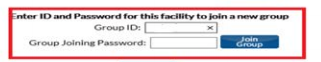 Enter ID and Password for this facility to join a new group
Group ID:
Group Joining Password:
Join
Group